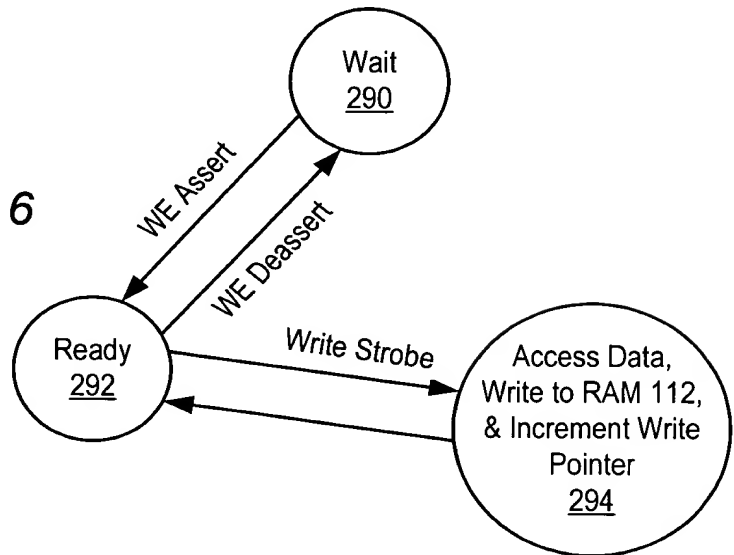 Wait
290
WE Assert
6
WE Deassert
Ready
292
Write Strobe
Access Data,
Write to RAM 112,
& Increment Write
Pointer
294